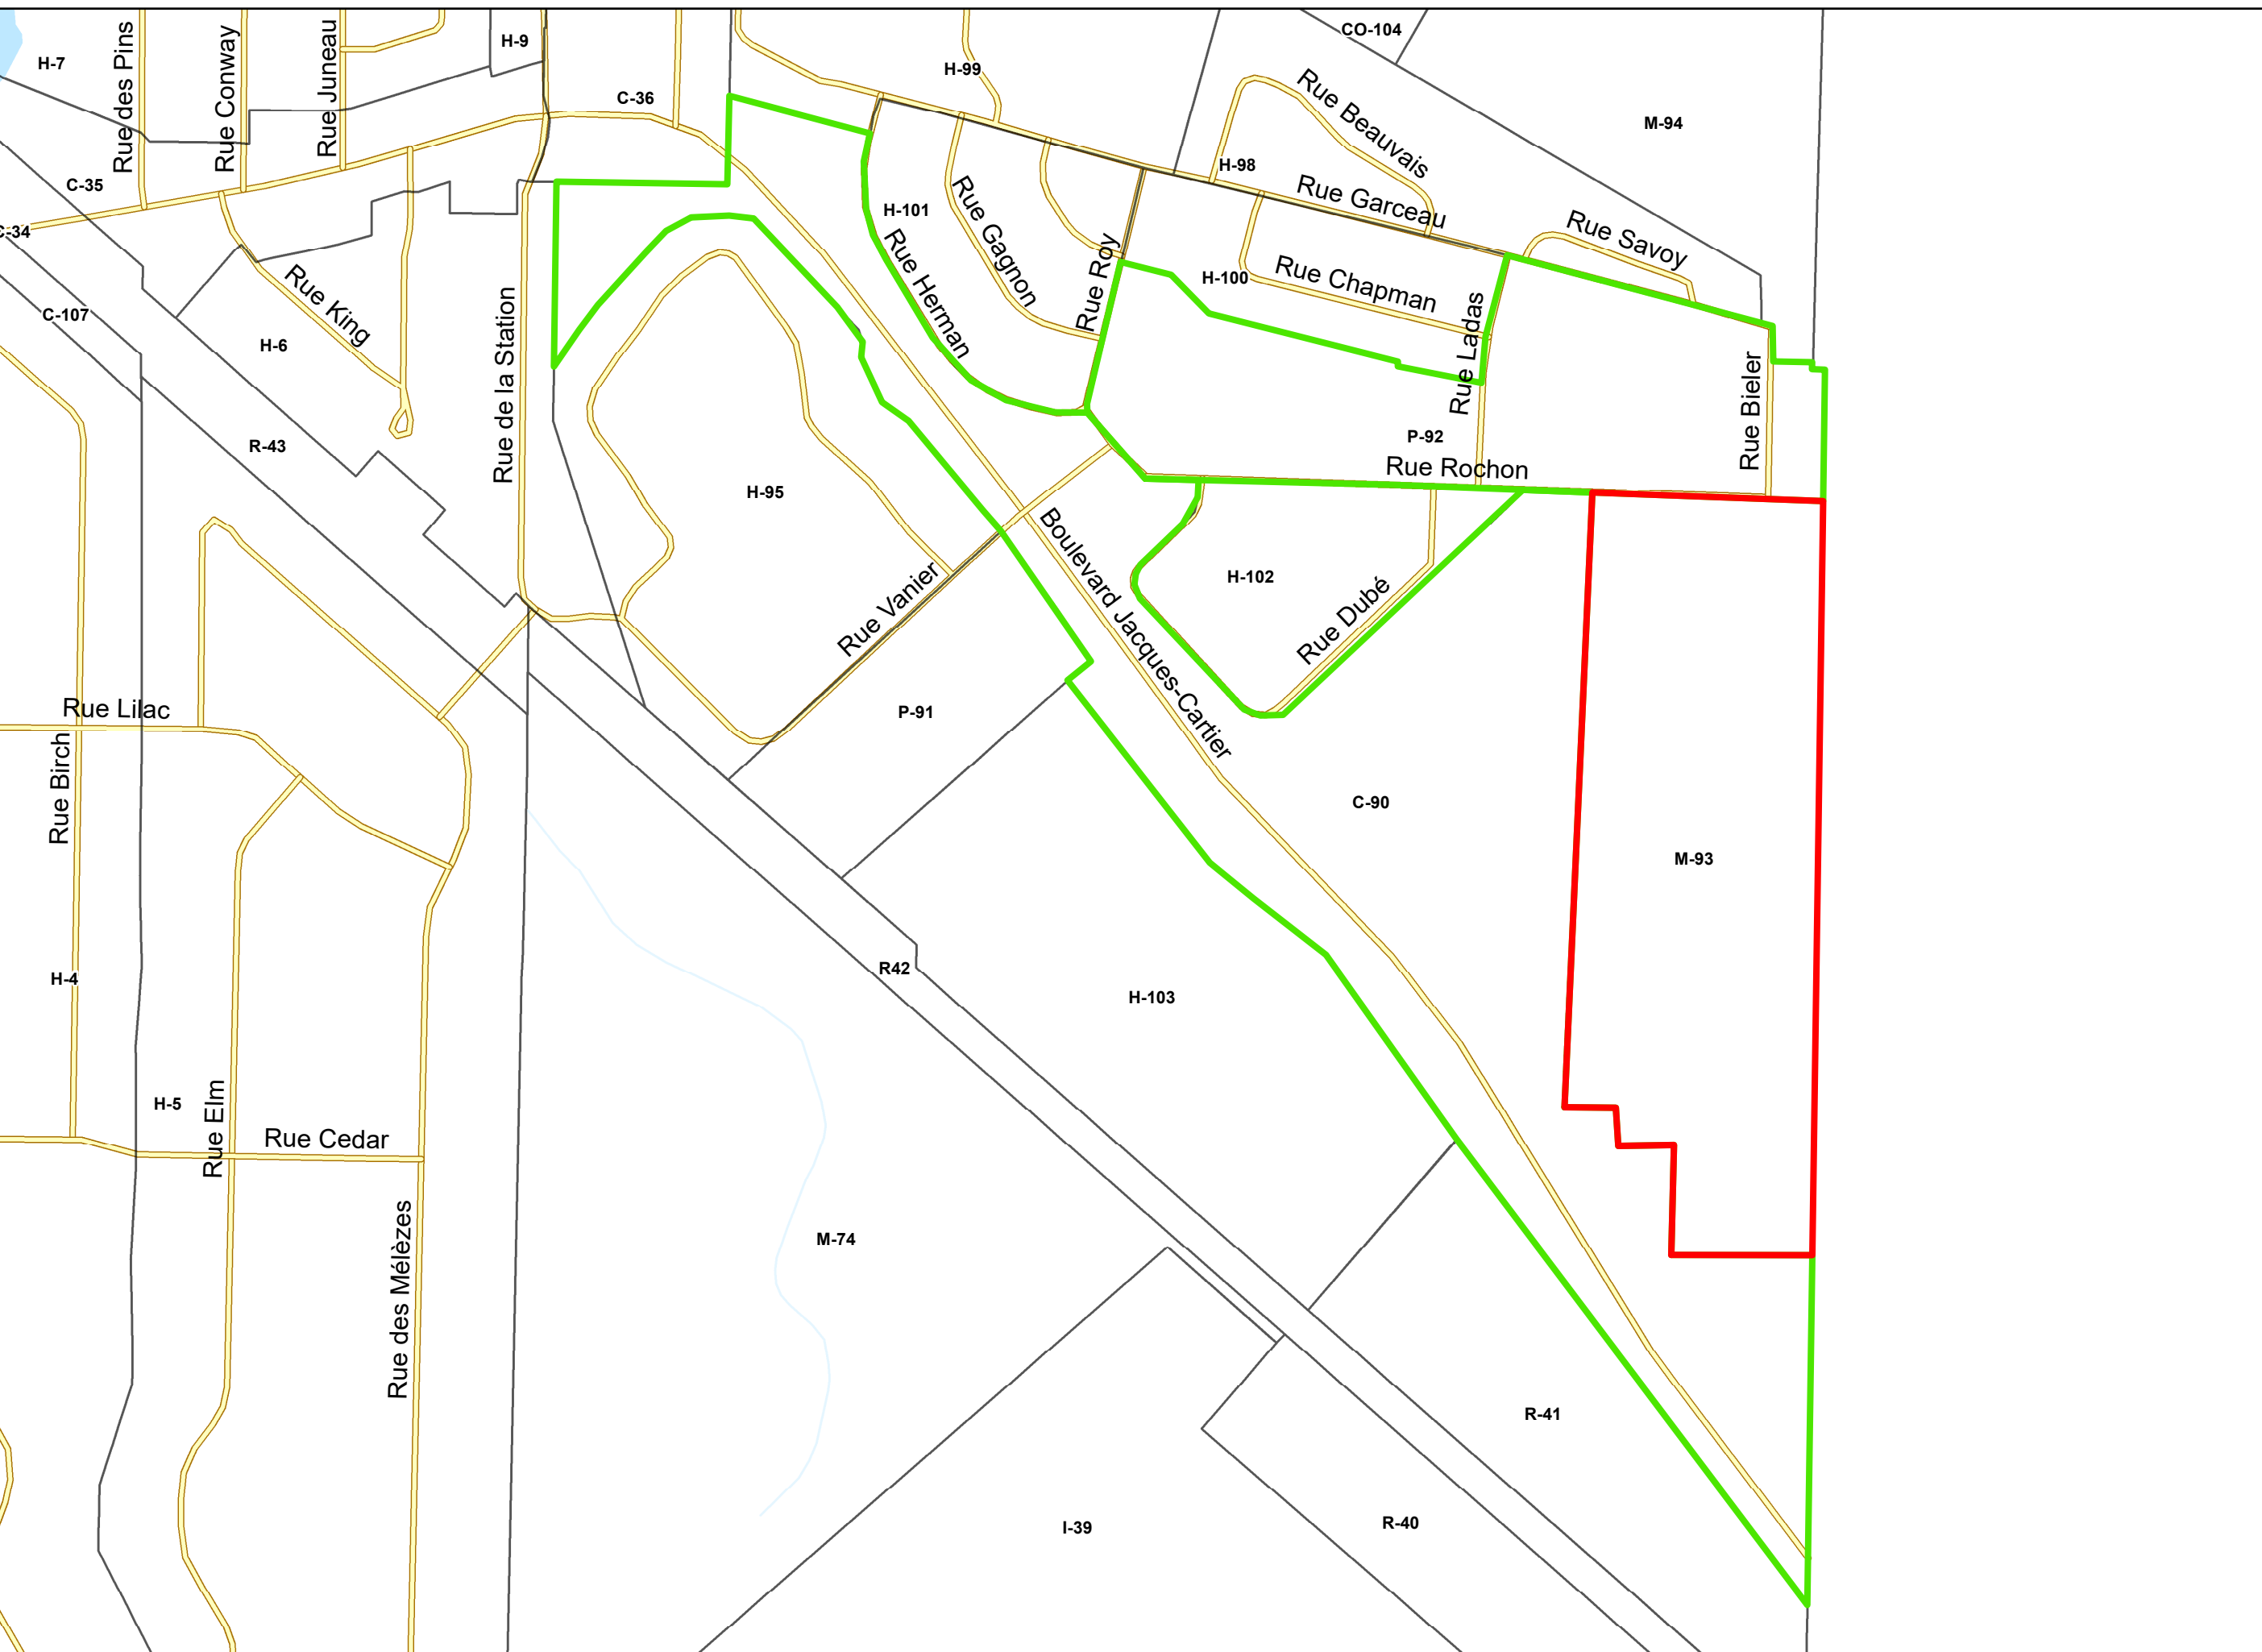 CO-104
H-9
H-7
H-99
C-36
Rue des Pins
Rue Conway
Rue Juneau
Rue Beauvais
M-94
H-98
C-35
Rue Garceau
H-101
Rue Gagnon
Rue Savoy
C-34
Rue Herman
Rue Roy
H-100
Rue Chapman
Rue King
C-107
H-6
Rue de la Station
Rue Ladas
Rue Bieler
P-92
R-43
Rue Rochon
H-95
Boulevard Jacques-Cartier
H-102
Rue Vanier
Rue Dubé
Rue Lilac
P-91
Rue Birch
C-90
M-93
R42
H-4
H-103
H-5
Rue Elm
Rue Cedar
M-74
Rue des Mélèzes
R-41
I-39
R-40